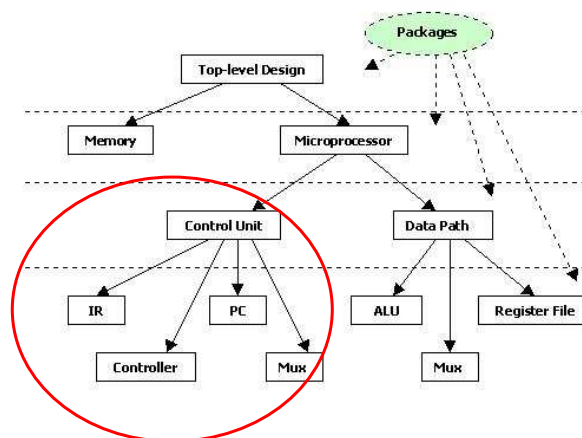 Packages
Top-level Design
Memory
Microprocessor
Control Unit
Data Path
IR
PC
ALU
Register File
Controller
Mux
Mux